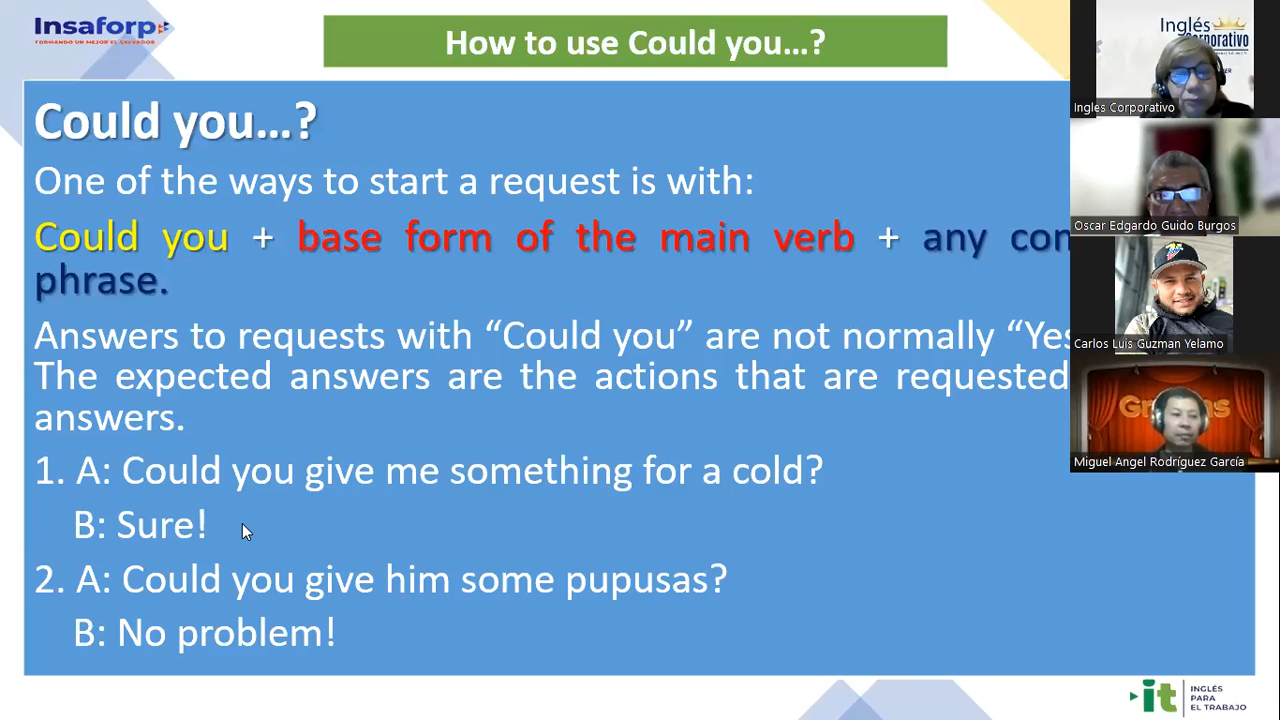 Insaforp
FORMANDO UN MEJOR EL SALVADOR
How to use Could you…?
Could you…?
One of the ways to start a request is with:
Could you + base form of the main verb + any
phrase.
Answers to requests with “Could you” are not normally “Yes
The expected answers are the actions that are requested
answers.
1. A: Could you give me something for a cold?
B: Sure!
2. A: Could you give him some pupusas?
B: No problem!
Inglés
Corporativo
Ingles Corporativo
Oscar Edgardo Guido Burgos
Carlos Luis Guzman Yelamo
Miguel Angel Rodríguez García
it
INGLÉS
PARA
EL TRABAJO